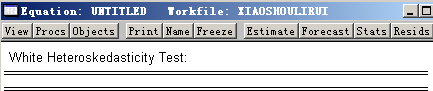 Equation: UNTITLED Workfile: XIAOSHOULIRUI
View Procs Objects Print Name Freeze Estimate Forecast Stats Resids
White Heteroskedasticity Test: